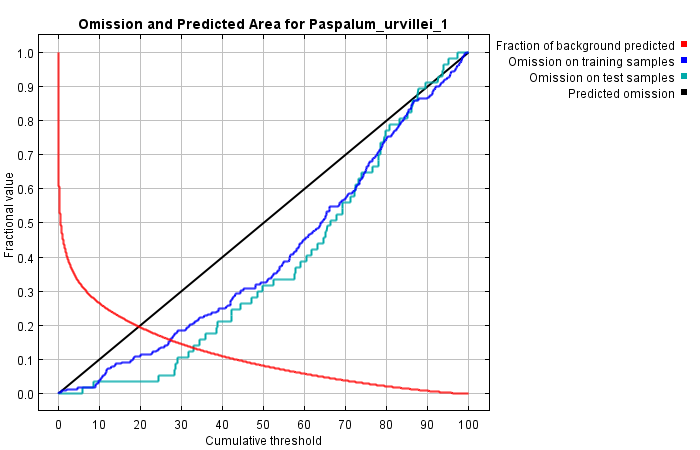 Omission and Predicted Area for Paspalum_urvillei_1
Fraction of background predicted
Omission on training samples
Omission on test samples
Predicted omission
Fractional value
1.0
0.9
0.8
0.7
0.6
0.5
0.4
0.3
0.2
0.1
0.0
0 10 20 30 40 50 60 70 80 90 100
Cumulative threshold